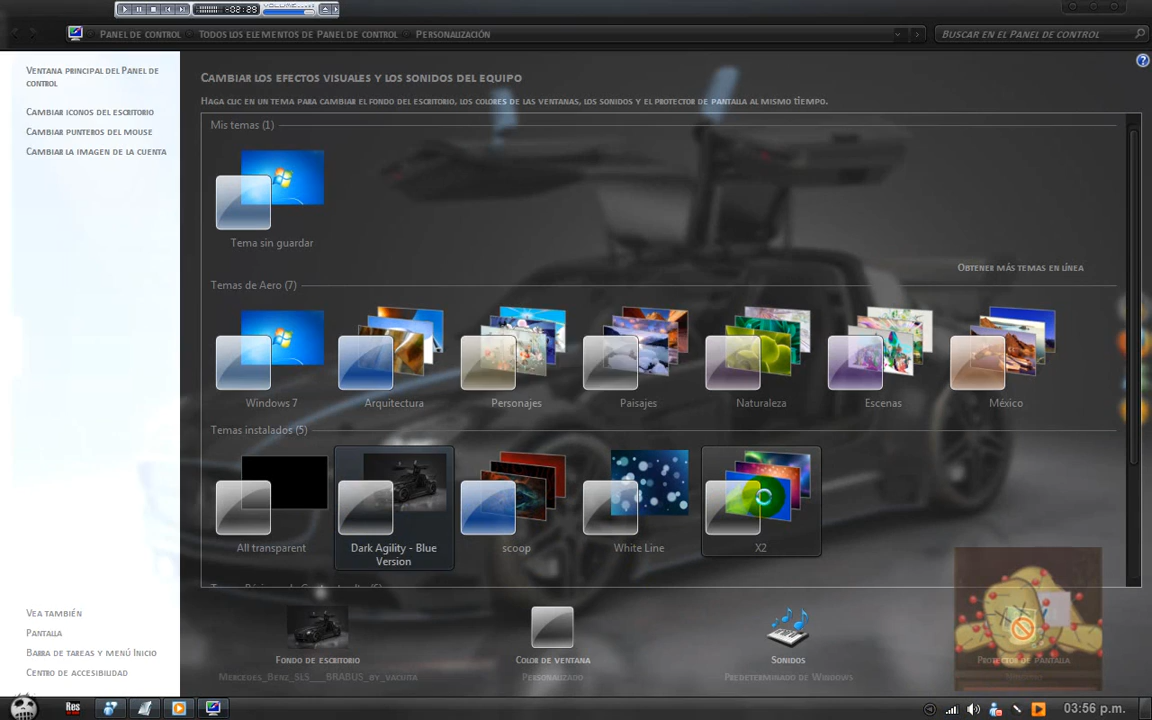 -02:29
VOLUME
PANEL DE CONTROL
TODOS LOS ELEMENTOS DE PANEL DE CONTROL
PERSONALIZACIÓN
BUSCAR EN EL PANEL DE CONTROL
VENTANA PRINCIPAL DEL PANEL DE
CONTROL
CAMBIAR ICONOS DEL ESCRITORIO
CAMBIAR PUNTEROS DEL MOUSE
CAMBIAR LA IMAGEN DE LA CUENTA
CAMBIAR LOS EFECTOS VISUALES Y LOS SONIDOS DEL EQUIPO
HAGA CLIC EN UN TEMA PARA CAMBIAR EL FONDO DEL ESCRITORIO, LOS COLORES DE LAS VENTANAS, LOS SONIDOS Y EL PROTECTOR DE PANTALLA AL MISMO TIEMPO.
Mis temas (1)
Tema sin guardar
OBTENER MÁS TEMAS EN LÍNEA
Temas de Aero (7)
Windows 7
Arquitectura
Personajes
Paisajes
Naturaleza
Escenas
México
Temas instalados (5)
All transparent
Dark Agility - Blue
Version
scoop
White Line
X2
VEA TAMBIÉN
PANTALLA
BARRA DE TAREAS Y MENÚ INICIO
CENTRO DE ACCESIBILIDAD
FONDO DE ESCRITORIO
MERCEDES_BENZ_SLS___BRABUS_BY_VACUITA
COLOR DE VENTANA
PERSONALIZADO
SONIDOS
PREDETERMINADO DE WINDOWS
PROTECTOR DE PANTALLA
Res
03:56 p.m.